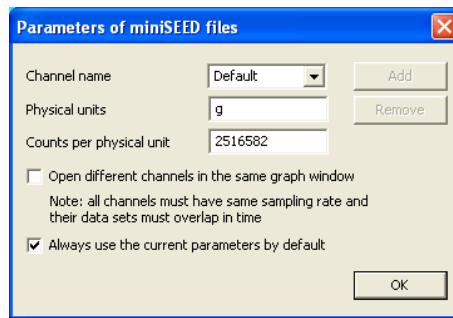 Parameters of miniSEED files
Channel name Default Add
Physical units g Remove
Counts per physical unit 2516582
Open different channels in the same graph window
Note: all channels must have same sampling rate and
their data sets must overlap in time
Always use the current parameters by default
OK